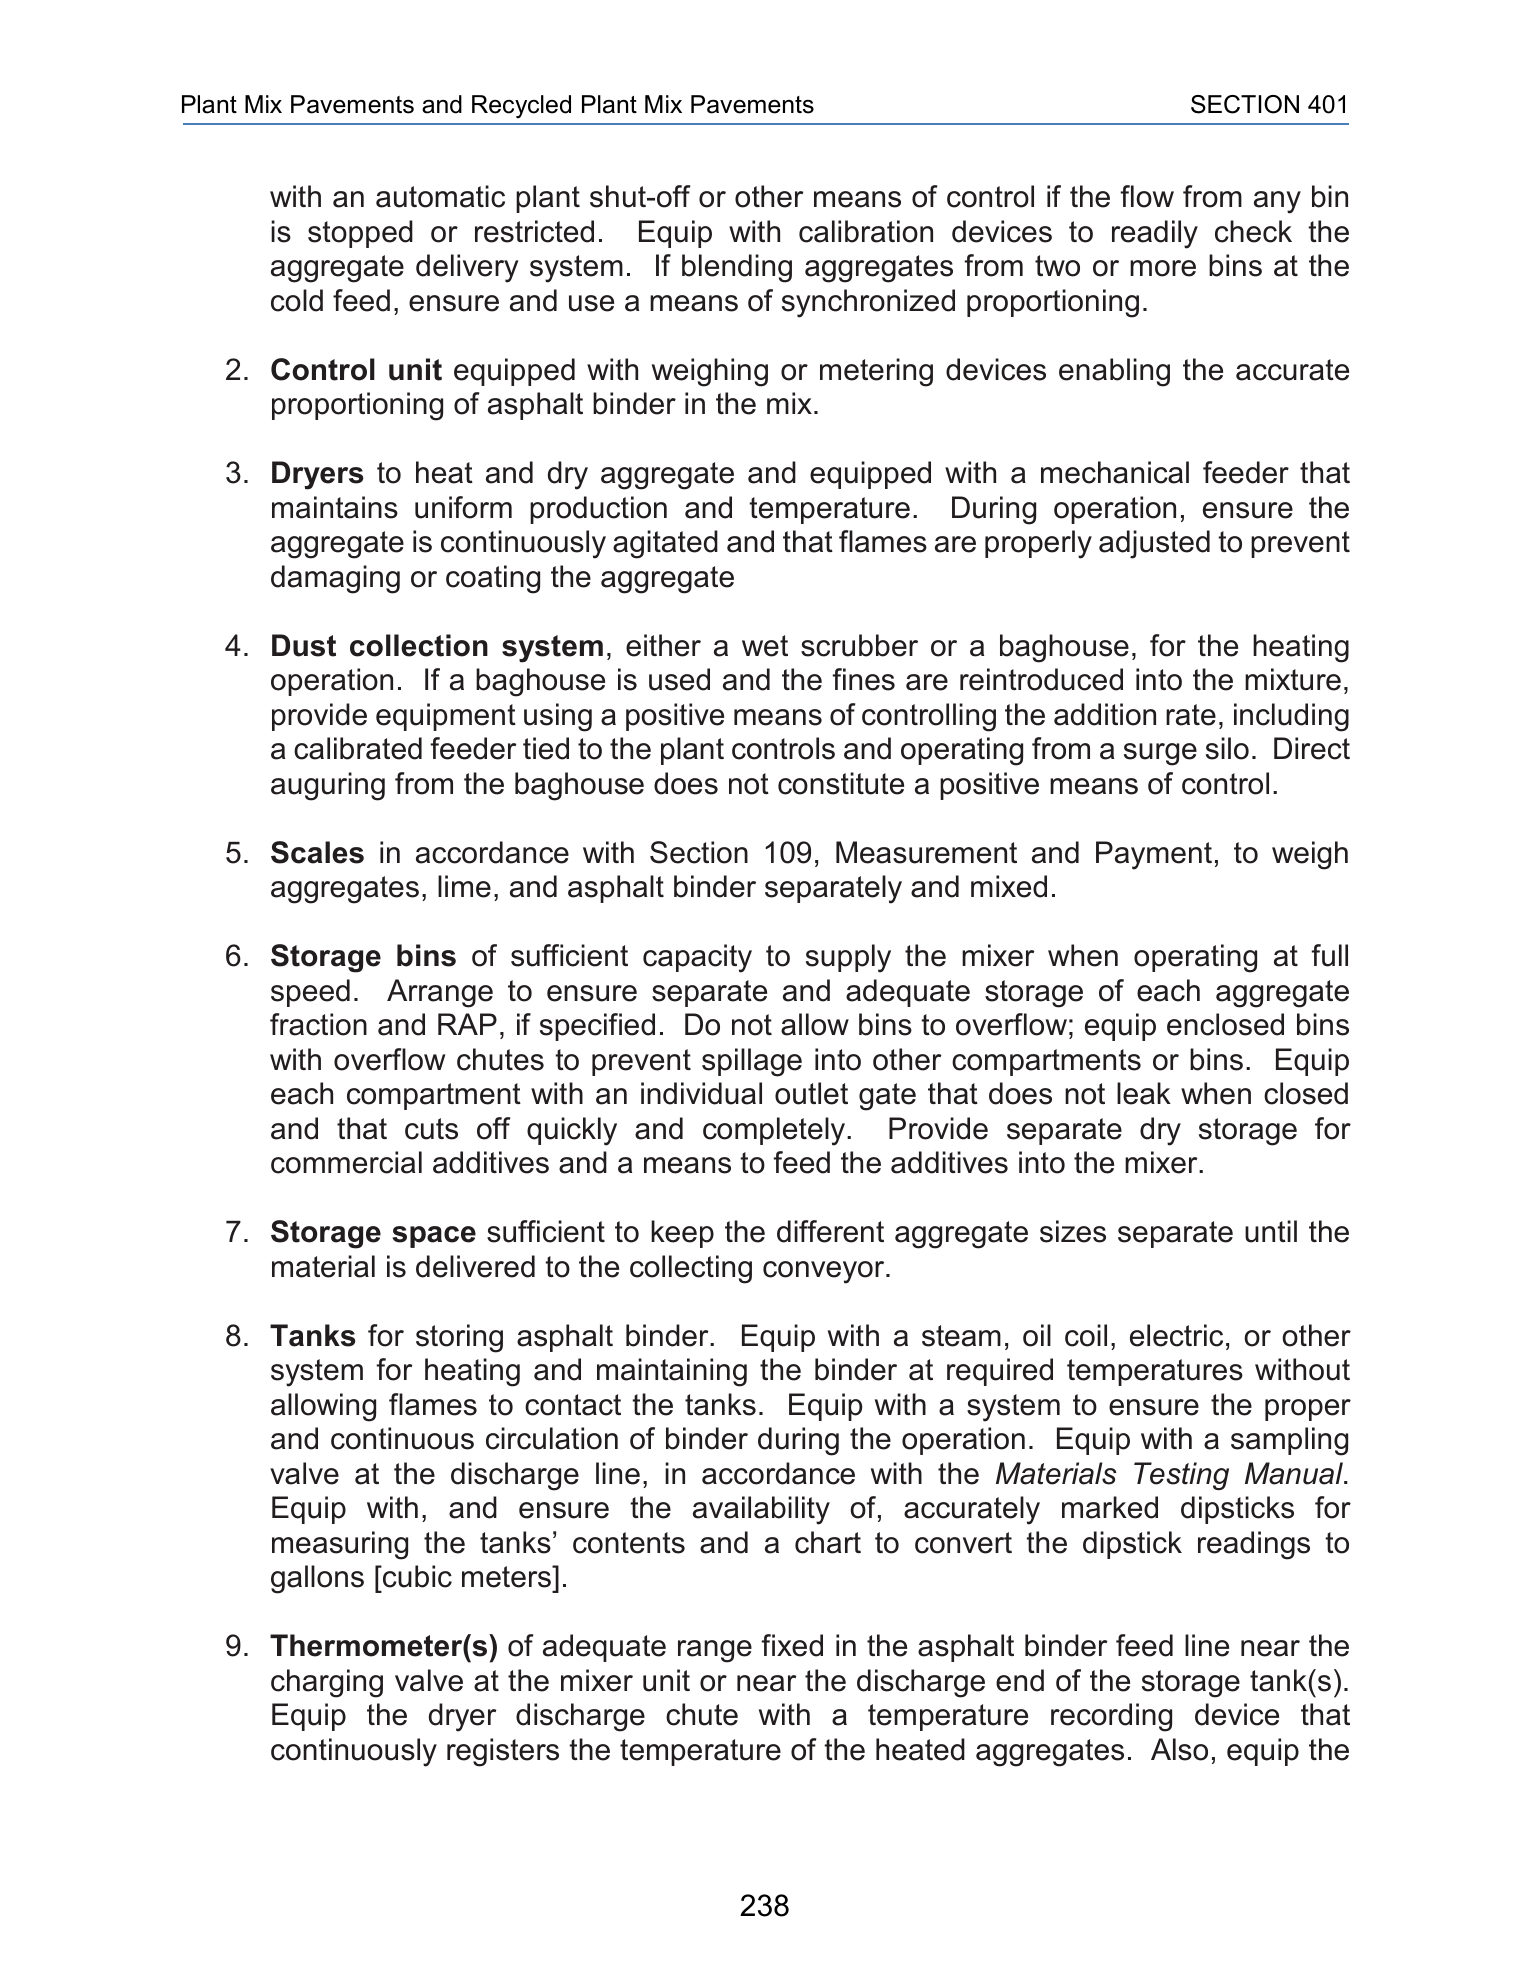 Plant Mix Pavements and Recycled Plant Mix Pavements SECTION 401
with an automatic plant shut-off or other means of control if the flow from any bin
is stopped or restricted. Equip with calibration devices to readily check the
aggregate delivery system. If blending aggregates from two or more bins at the
cold feed, ensure and use a means of synchronized proportioning.
2. Control unit equipped with weighing or metering devices enabling the accurate
proportioning of asphalt binder in the mix.
3. Dryers to heat and dry aggregate and equipped with a mechanical feeder that
maintains uniform production and temperature. During operation, ensure the
aggregate is continuously agitated and that flames are properly adjusted to prevent
damaging or coating the aggregate
4. Dust collection system, either a wet scrubber or a baghouse, for the heating
operation. If a baghouse is used and the fines are reintroduced into the mixture,
provide equipment using a positive means of controlling the addition rate, including
a calibrated feeder tied to the plant controls and operating from a surge silo. Direct
auguring from the baghouse does not constitute a positive means of control.
5. Scales in accordance with Section 109, Measurement and Payment, to weigh
aggregates, lime, and asphalt binder separately and mixed.
6. Storage bins of sufficient capacity to supply the mixer when operating at full
speed. Arrange to ensure separate and adequate storage of each aggregate
fraction and RAP, if specified. Do not allow bins to overflow; equip enclosed bins
with overflow chutes to prevent spillage into other compartments or bins. Equip
each compartment with an individual outlet gate that does not leak when closed
and that cuts off quickly and completely. Provide separate dry storage for
commercial additives and a means to feed the additives into the mixer.
7. Storage space sufficient to keep the different aggregate sizes separate until the
material is delivered to the collecting conveyor.
8. Tanks for storing asphalt binder. Equip with a steam, oil coil, electric, or other
system for heating and maintaining the binder at required temperatures without
allowing flames to contact the tanks. Equip with a system to ensure the proper
and continuous circulation of binder during the operation. Equip with a sampling
valve at the discharge line, in accordance with the Materials Testing Manual.
Equip with, and ensure the availability of, accurately marked dipsticks for
measuring the tanks’ contents and a chart to convert the dipstick readings to
gallons [cubic meters].
9. Thermometer(s) of adequate range fixed in the asphalt binder feed line near the
charging valve at the mixer unit or near the discharge end of the storage tank(s).
Equip the dryer discharge chute with a temperature recording device that
continuously registers the temperature of the heated aggregates. Also, equip the
238